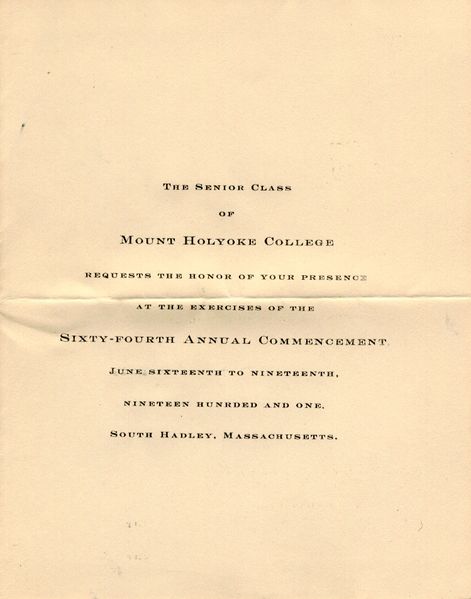 The Senior Class
of
Mount Holyoke College
requests the honor of your presence
at the exercises of the
Sixty-fourth Annual Commencement
June sixteenth to nineteenth,
nineteen hunrded and one.
South Hadley, Massachusetts.